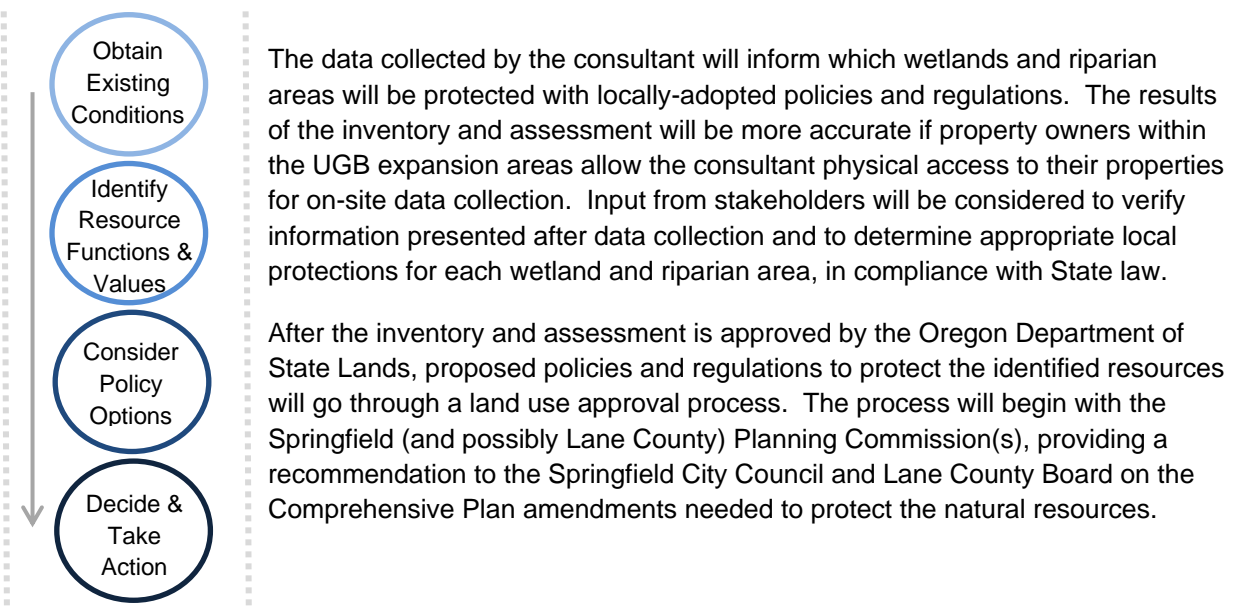 Obtain
Existing
Conditions
Identify
Resource
Functions &
Values
Consider
Policy
Options
Decide &
Take
Action
The data collected by the consultant will inform which wetlands and riparian
areas will be protected with locally-adopted policies and regulations.  The results
of the inventory and assessment will be more accurate if property owners within
the UGB expansion areas allow the consultant physical access to their properties
for on-site data collection.  Input from stakeholders will be considered to verify
information presented after data collection and to determine appropriate local
protections for each wetland and riparian area, in compliance with State law.
After the inventory and assessment is approved by the Oregon Department of
State Lands, proposed policies and regulations to protect the identified resources
will go through a land use approval process.  The process will begin with the
Springfield (and possibly Lane County) Planning Commission(s), providing a
recommendation to the Springfield City Council and Lane County Board on the
Comprehensive Plan amendments needed to protect the natural resources.